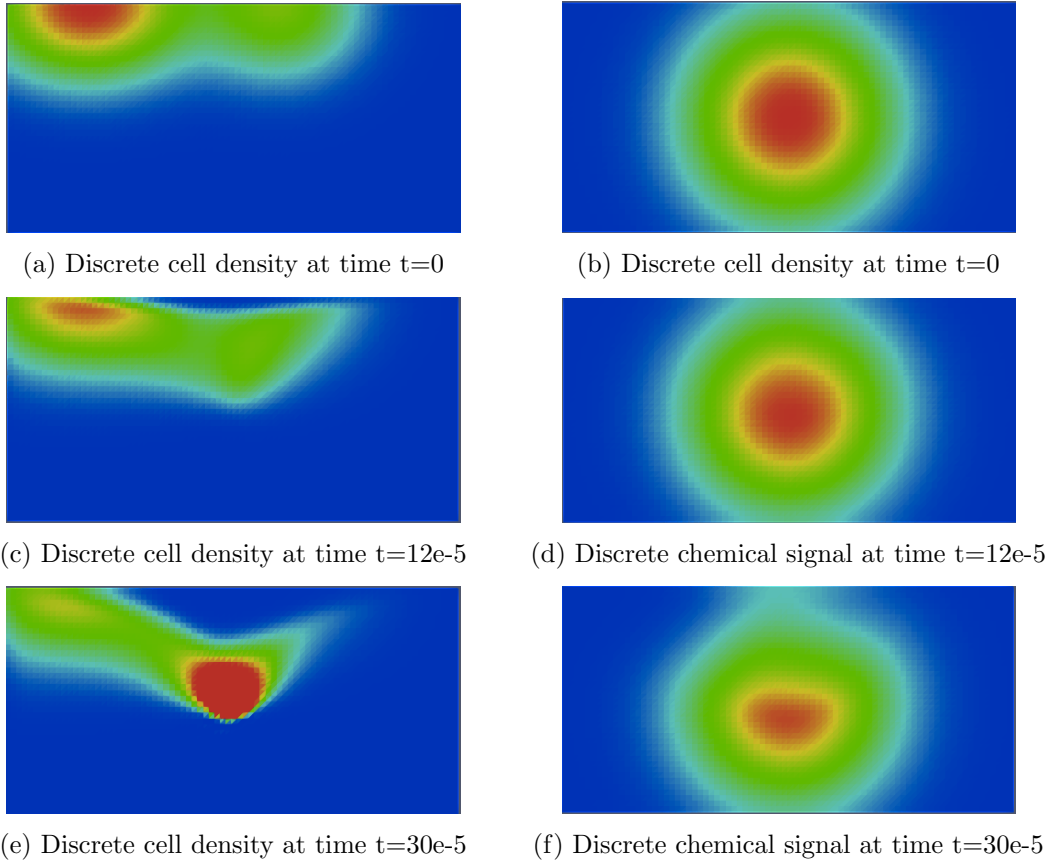 (a) Discrete cell density at time t=0
(b) Discrete cell density at time t=0
(c) Discrete cell density at time t=12e-5
(d) Discrete chemical signal at time t=12e-5
(e) Discrete cell density at time t=30e-5
(f) Discrete chemical signal at time t=30e-5